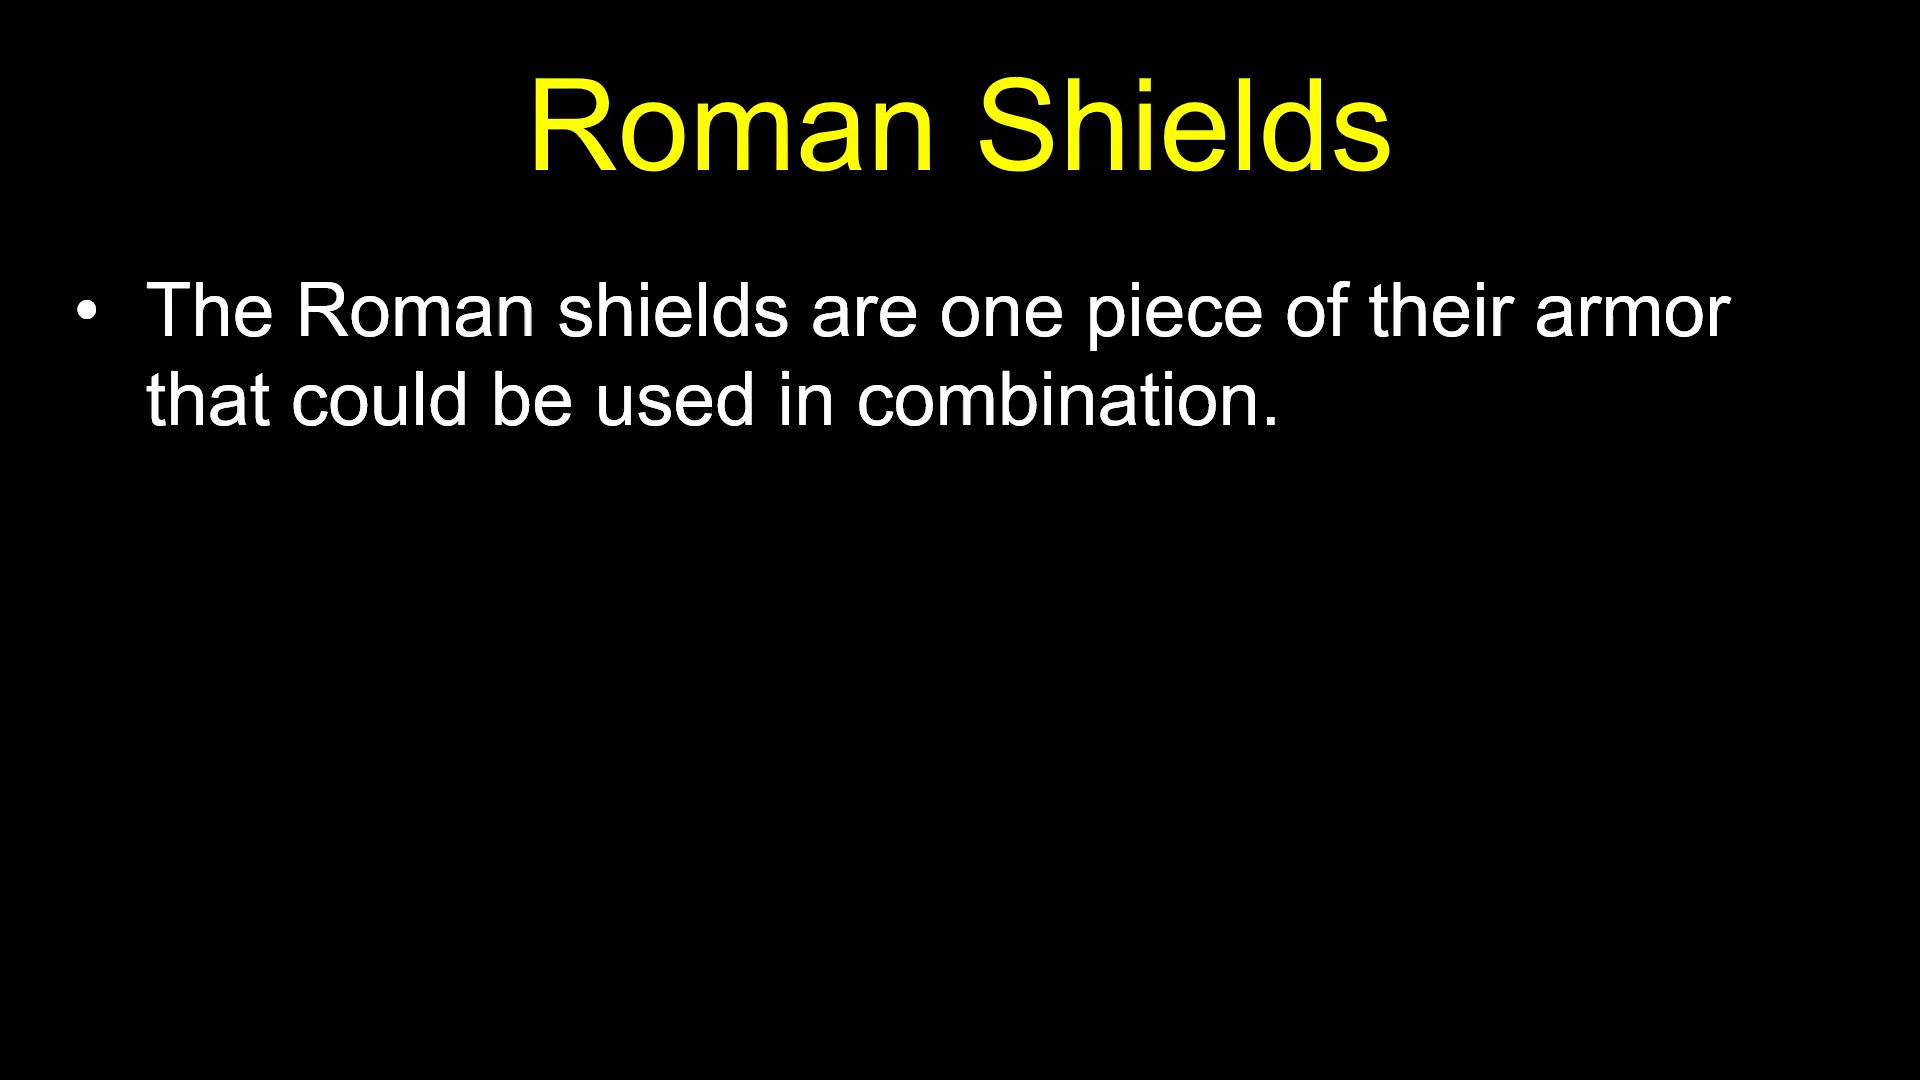 Roman Shields
• The Roman shields are one piece of their armor
that could be used in combination.